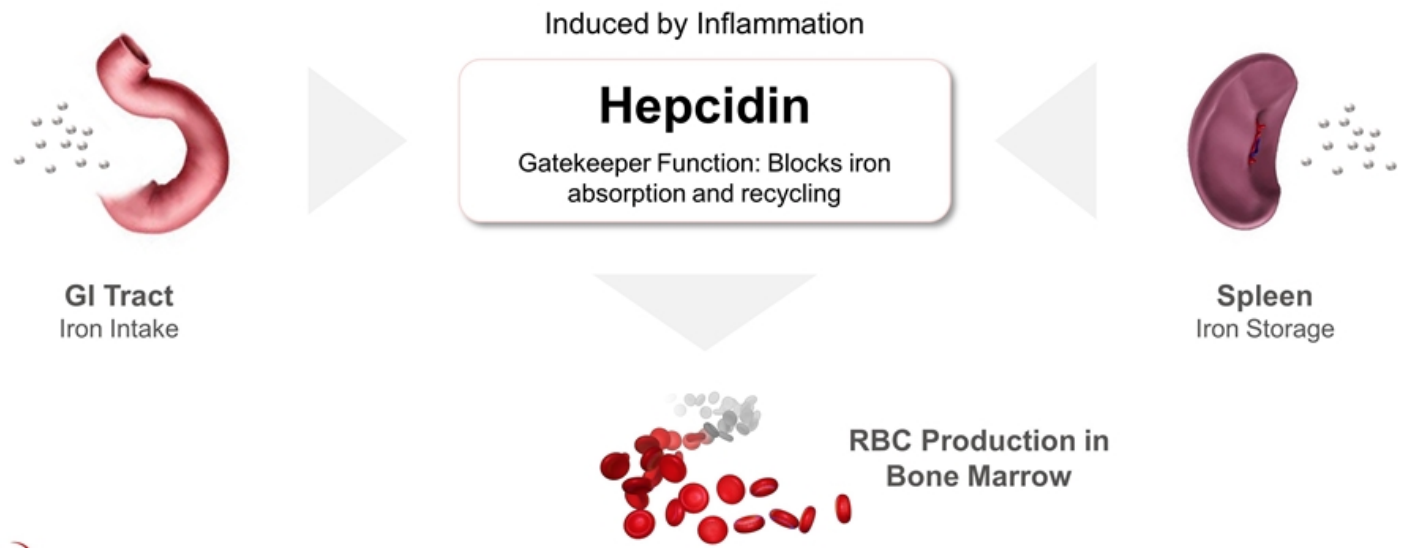 Induced by Inflammation
Hepcidin
Gatekeeper Function: Blocks iron
absorption and recycling
GI Tract
Iron Intake
Spleen
Iron Storage
RBC Production in
Bone Marrow